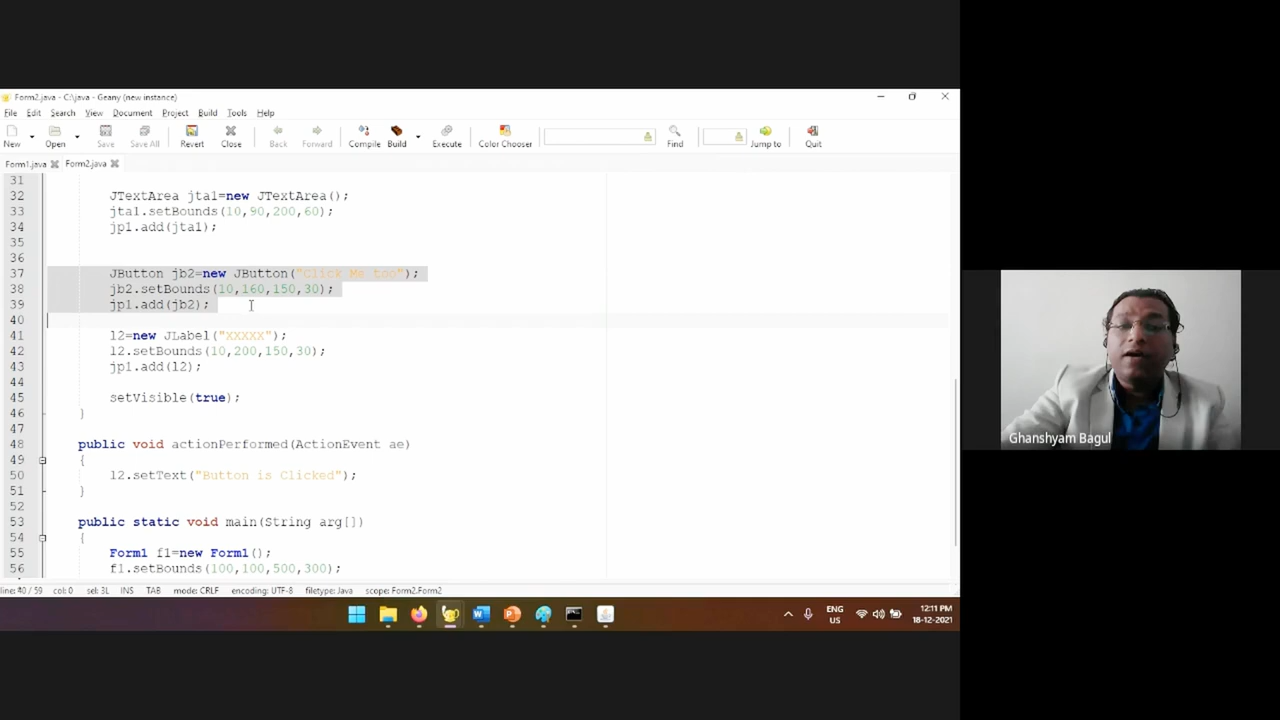 Form2.java - C:\java - Geany (new instance)
File Edit Search View Document Project Build Tools Help
New Open Save Save All Revert Close Back Forward Compile Build Execute Color Chooser Find Jump to Quit
Form1.java Form2.java
31
32 JTextArea jta1=new JTextArea();
33 jta1.setBounds(10,90,200,60);
34 jp1.add(jta1);
35
36
37 JButton jb2=new JButton("Click Me too");
38 jb2.setBounds(10,160,150,30);
39 jp1.add(jb2);
40
41 l2=new JLabel("XXXXX");
42 l2.setBounds(10,200,150,30);
43 jp1.add(l2);
44
45 setVisible(true);
46 }
47
48 public void actionPerformed(ActionEvent ae)
49 {
50 l2.setText("Button is Clicked");
51 }
52
53 public static void main(String arg[])
54 {
55 Form1 f1=new Form1();
56 f1.setBounds(100,100,500,300);
line: 40 / 59 col: 0 sel: 3L INS TAB mode: CRLF encoding: UTF-8 filetype: Java scope: Form2.Form2
ENG
US
12:11 PM
18-12-2021
Ghanshyam Bagul